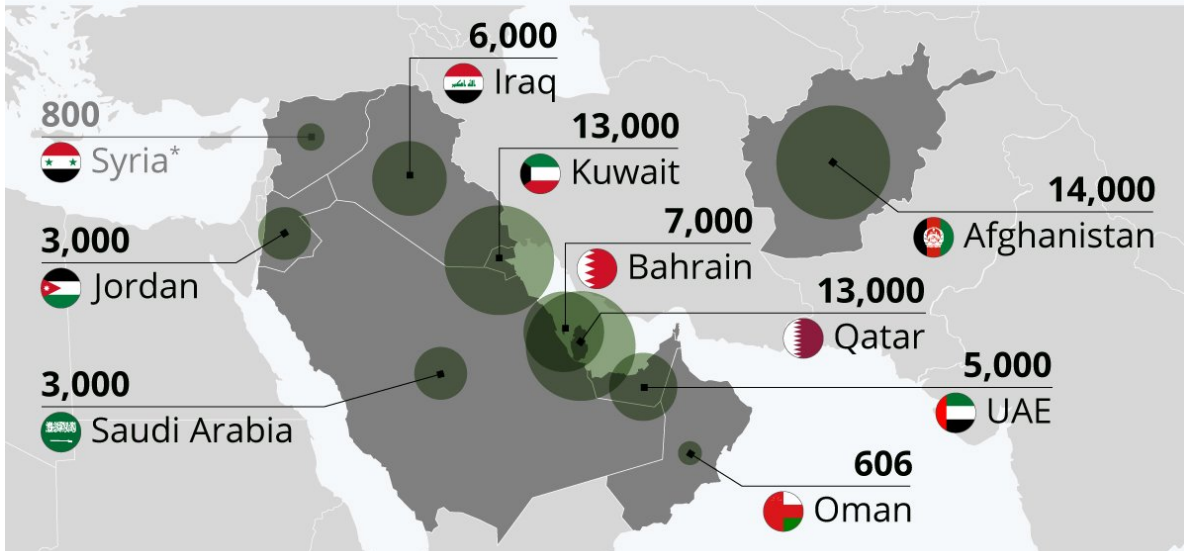 6,000
Iraq
800
Syria*
13,000
Kuwait
14,000
Afghanistan
3,000
Jordan
7,000
Bahrain
13,000
Qatar
3,000
Saudi Arabia
5,000
UAE
606
Oman